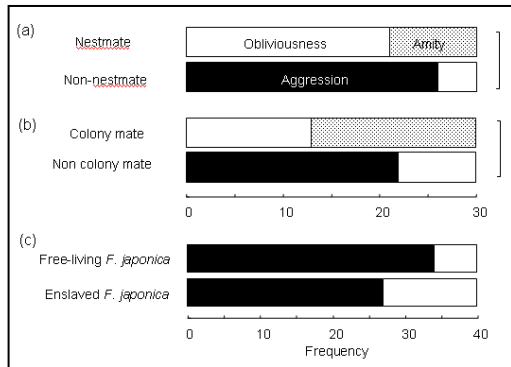 (a)
Nestmate Obliviousness Amity
Non-nestmate Aggression
(b)
Colony mate
Non colony mate
0 10 20 30
(c)
Free-living F. japonica
Enslaved F. japonica
0 10 20 30 40
Frequency